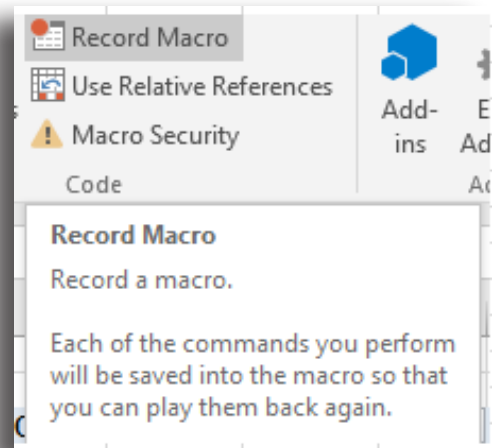 Record Macro
Use Relative References
Macro Security
Code
Add-
ins
Record Macro
Record a macro.
Each of the commands you perform
will be saved into the macro so that
you can play them back again.